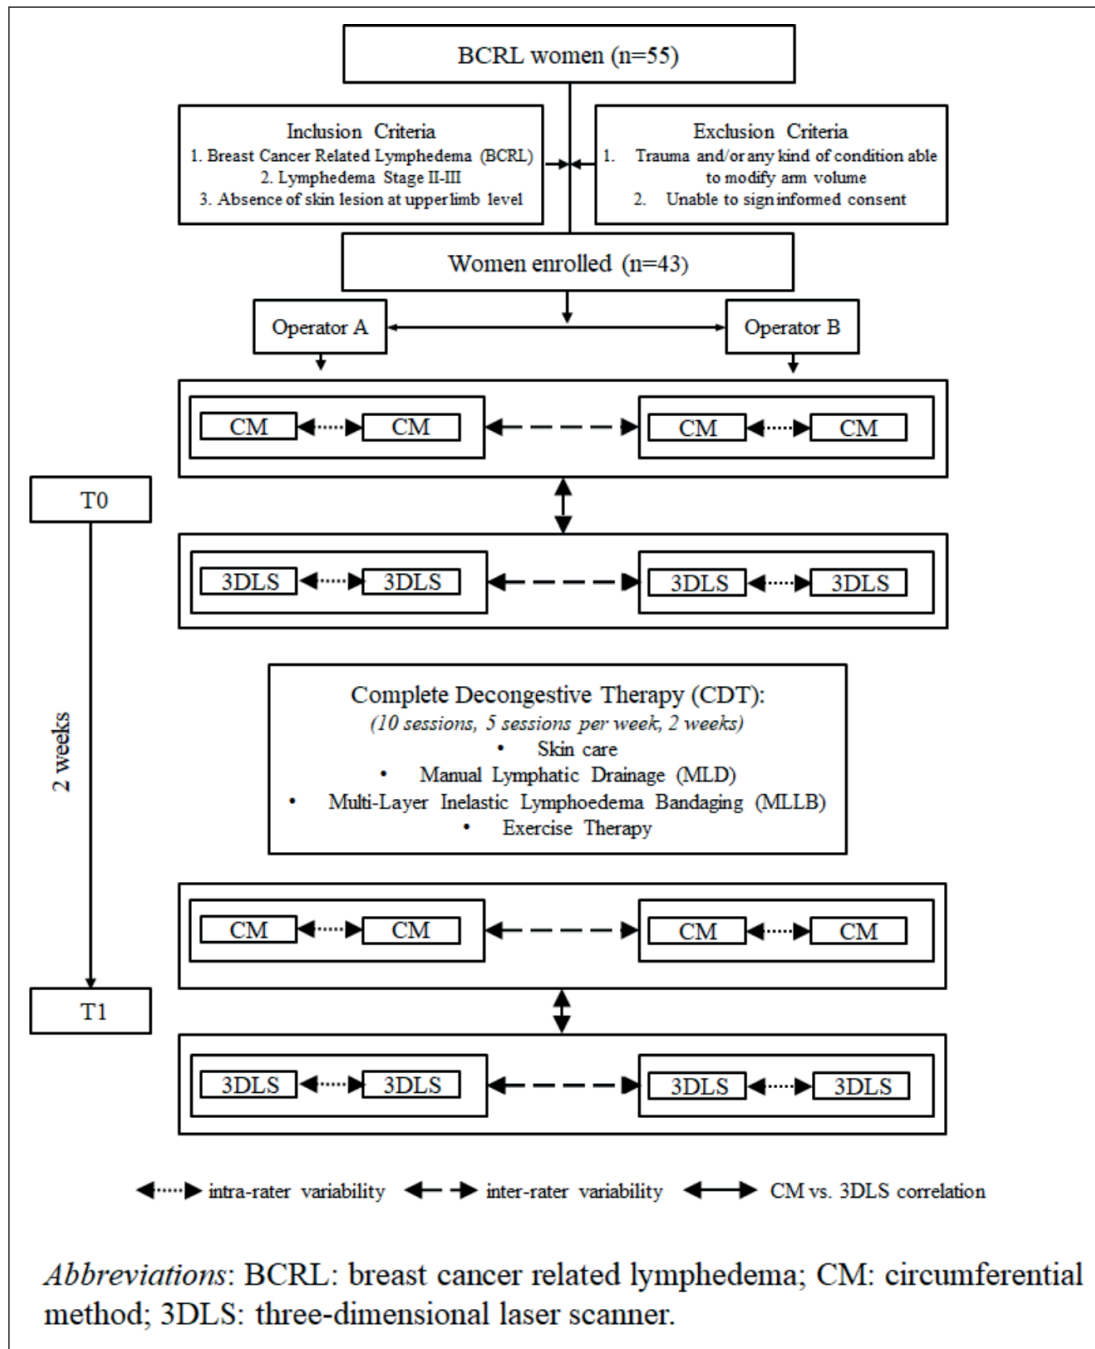 BCRL women (n=55)
Inclusion Criteria
1. Breast Cancer Related Lymphedema (BCRL)
2. Lymphedema Stage II-III
3. Absence of skin lesion at upper limb level
Exclusion Criteria
1. Trauma and/or any kind of condition able
to modify arm volume
2. Unable to sign informed consent
Women enrolled (n=43)
Operator A
Operator B
CM CM CM CM
T0
3DLS 3DLS 3DLS 3DLS
2 weeks
Complete Decongestive Therapy (CDT):
(10 sessions, 5 sessions per week, 2 weeks)
• Skin care
• Manual Lymphatic Drainage (MLD)
• Multi-Layer Inelastic Lymphoedema Bandaging (MLLB)
• Exercise Therapy
CM CM CM CM
T1
3DLS 3DLS 3DLS 3DLS
intra-rater variability inter-rater variability CM vs. 3DLS correlation
Abbreviations: BCRL: breast cancer related lymphedema; CM: circumferential
method; 3DLS: three-dimensional laser scanner.